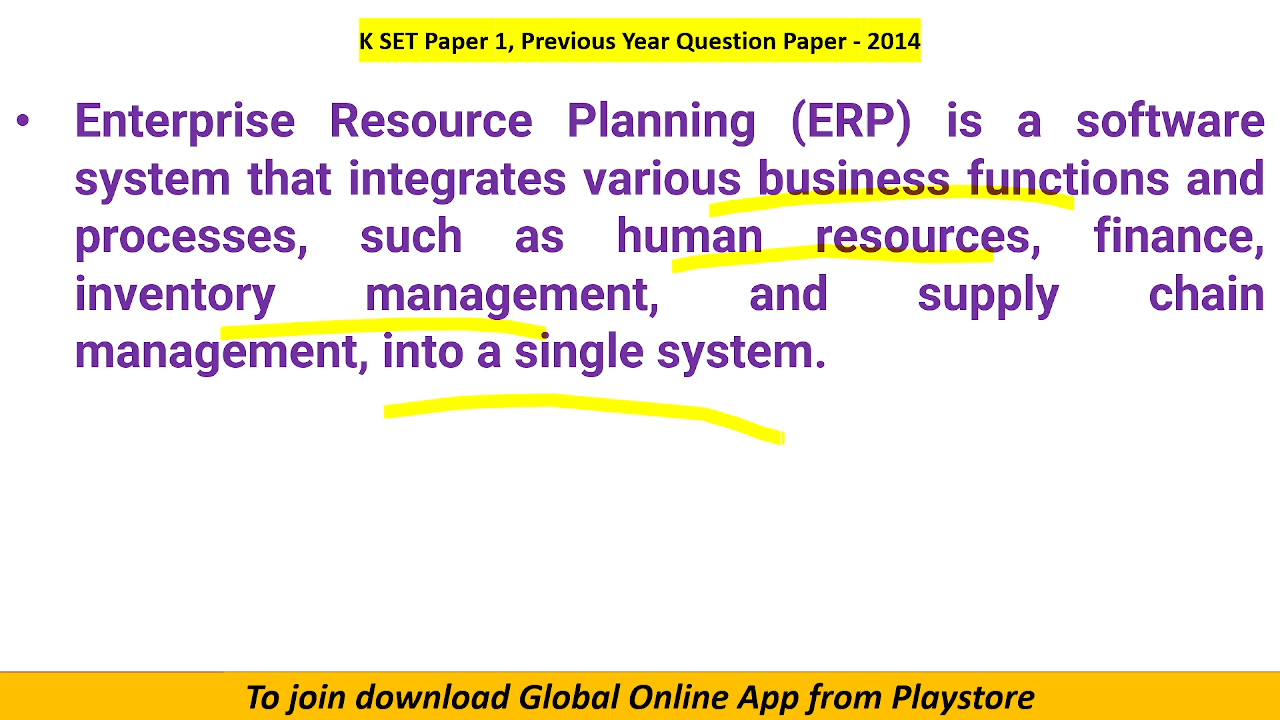 K SET Paper 1, Previous Year Question Paper - 2014
• Enterprise Resource Planning (ERP) is a software
system that integrates various business functions and
processes, such as human resources, finance,
inventory management, and supply chain
management, into a single system.
To join download Global Online App from Playstore